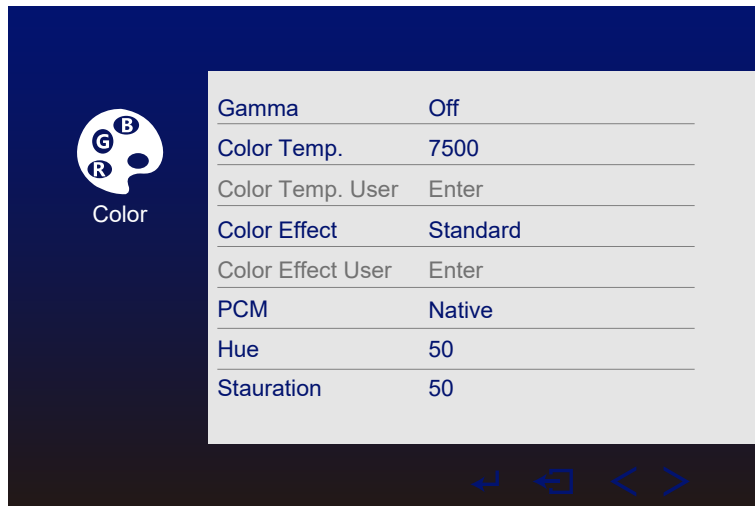 B
G
R
Color
Gamma Off
Color Temp. 7500
Color Temp. User Enter
Color Effect Standard
Color Effect User Enter
PCM Native
Hue 50
Stauration 50